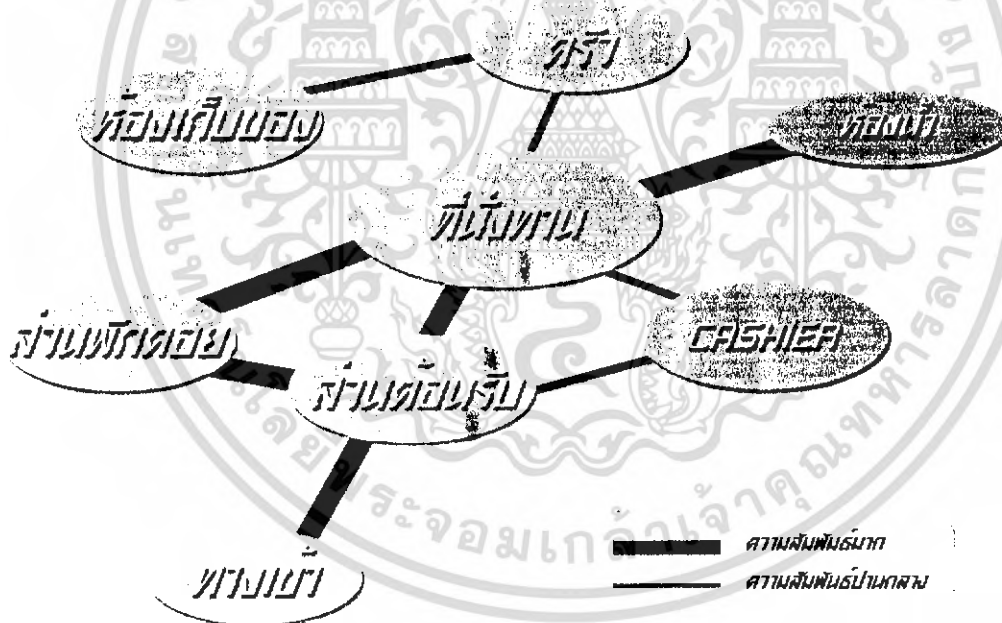 ครัว
ห้องเก็บของ
ห้องน้ำ
ที่นั่งทาน
ส่วนพักคอย
CASHIER
ส่วนต้อนรับ
ทางเข้า
ความสัมพันธ์มาก
ความสัมพันธ์ปานกลาง